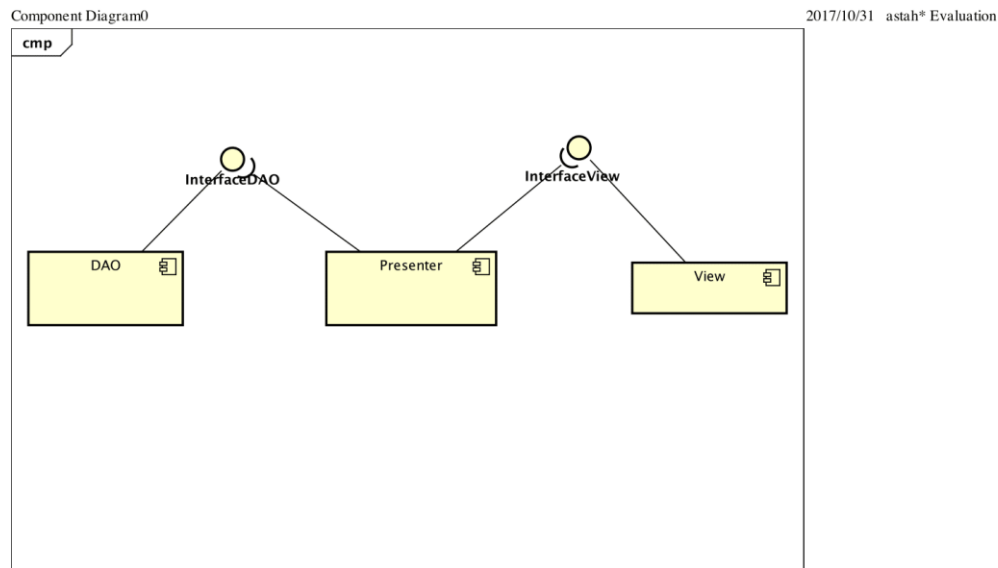 Component Diagram0 2017/10/31 astah* Evaluation
cmp
InterfaceDAO
InterfaceView
DAO
Presenter
View